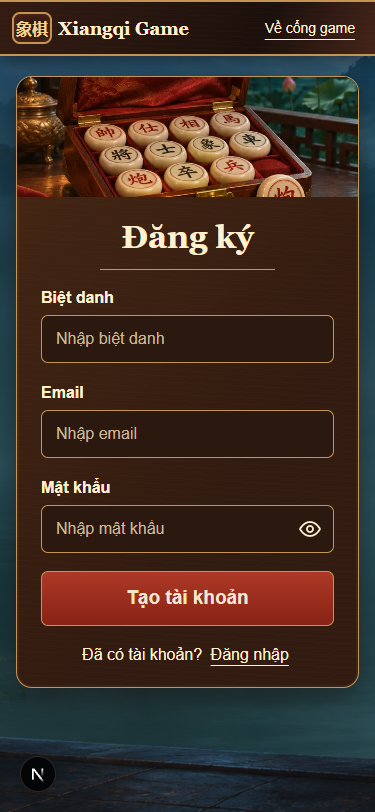 象棋 Xiangqi Game
Về cổng game
帥 仕 相 馬
將 士 象 車
炮 卒 兵
炮
Đăng ký
Biệt danh
Nhập biệt danh
Email
Nhập email
Mật khẩu
Nhập mật khẩu
Tạo tài khoản
Đã có tài khoản? Đăng nhập
N